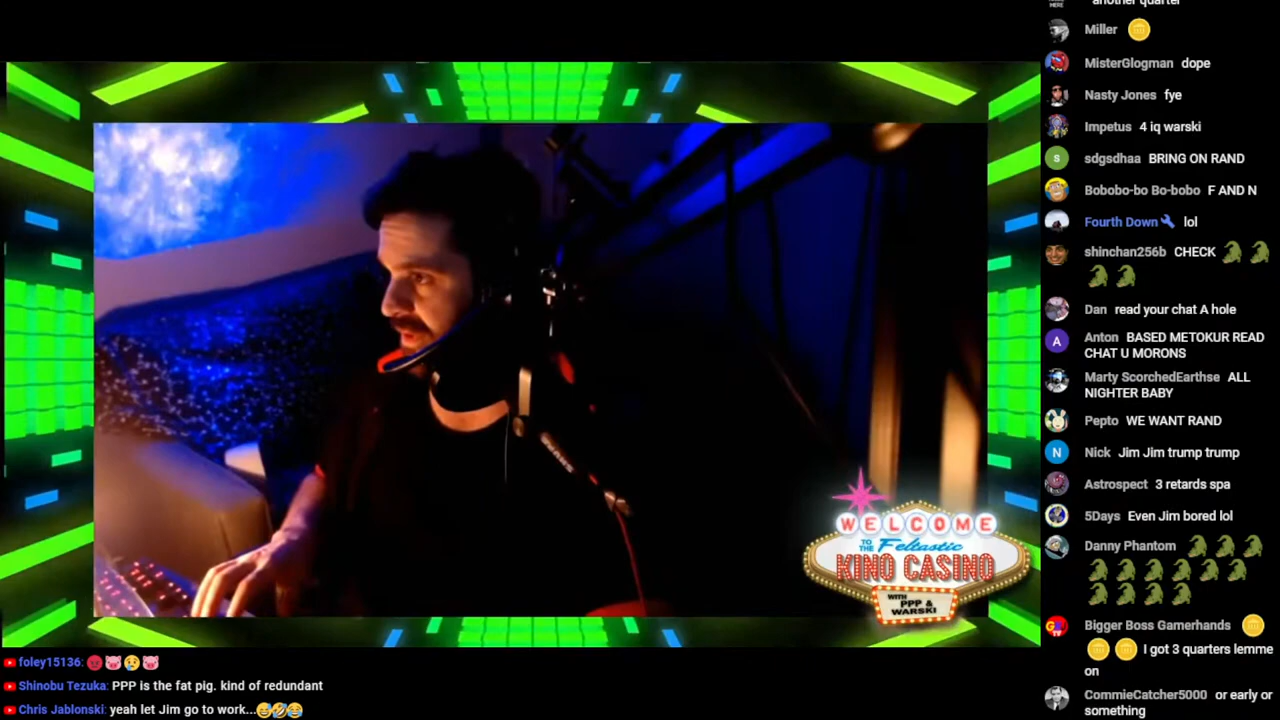 another quarter
Miller
MisterGlogman dope
Nasty Jones fye
Impetus 4 iq warski
S sdgsdhaa BRING ON RAND
Bobobo-bo Bo-bobo F AND N
Fourth Down lol
shinchan256b CHECK
Dan read your chat A hole
A Anton BASED METOKUR READ
CHAT U MORONS
Marty ScorchedEarthse ALL
NIGHTER BABY
Pepto WE WANT RAND
N Nick Jim Jim trump trump
Astrospect 3 retards spa
5Days Even Jim bored lol
Danny Phantom
Bigger Boss Gamerhands
I got 3 quarters lemme
on
CommieCatcher5000 or early or
something
WELCOME
TO THE Feltastic
KINO CASINO
WITH
PPP &
WARSKI
foley15136:
Shinobu Tezuka: PPP is the fat pig. kind of redundant
Chris Jablonski: yeah let Jim go to work...